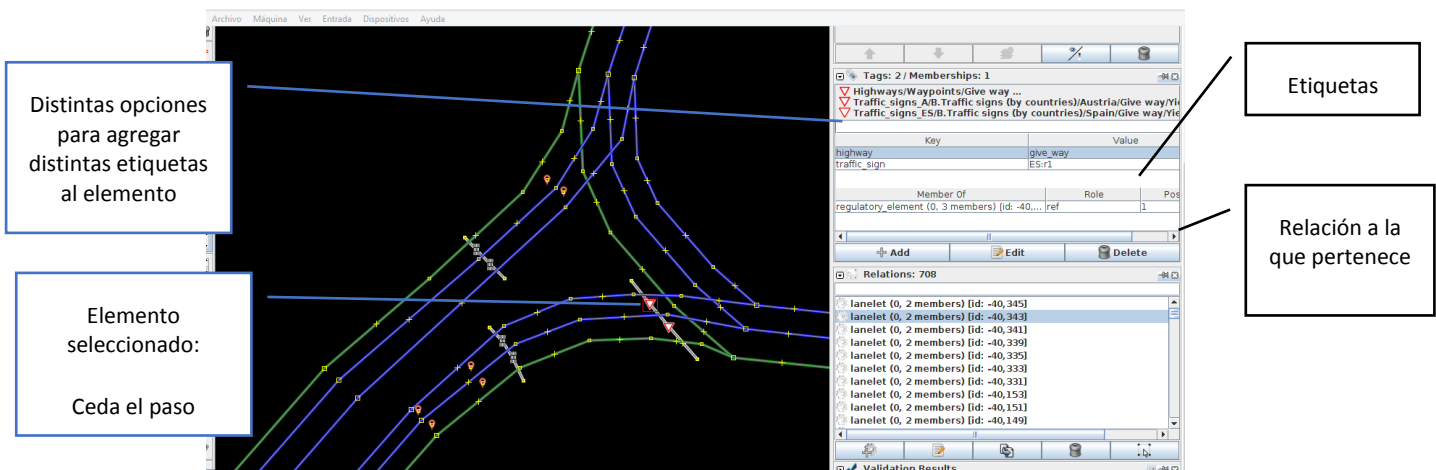 Archivo Máquina Ver Entrada Dispositivos Ayuda
Distintas opciones
para agregar
distintas etiquetas
al elemento
Elemento
seleccionado:
Ceda el paso
Tags: 2 / Memberships: 1
Highways/Waypoints/Give way ...
Traffic_signs_A/B.Traffic signs (by countries)/Austria/Give way/Yie
Traffic_signs_ES/B.Traffic signs (by countries)/Spain/Give way/Yie
Key Value
highway give_way
traffic_sign ES:r1
Member Of Role Pos
regulatory_element (0, 3 members) [id: -40,... ref 1
Add Edit Delete
Relations: 708
lanelet (0, 2 members) [id: -40,345]
lanelet (0, 2 members) [id: -40,343]
lanelet (0, 2 members) [id: -40,341]
lanelet (0, 2 members) [id: -40,339]
lanelet (0, 2 members) [id: -40,335]
lanelet (0, 2 members) [id: -40,333]
lanelet (0, 2 members) [id: -40,331]
lanelet (0, 2 members) [id: -40,153]
lanelet (0, 2 members) [id: -40,151]
lanelet (0, 2 members) [id: -40,149]
Validation Results
Etiquetas
Relación a la
que pertenece